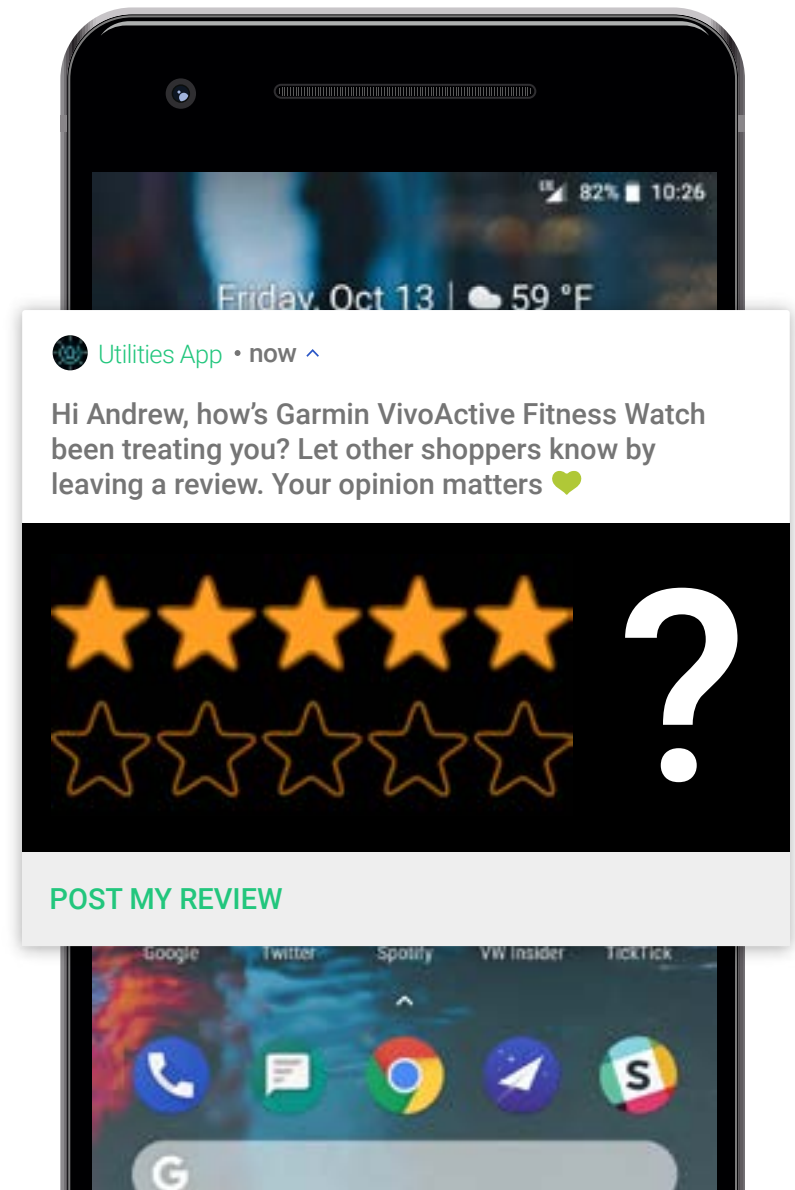 LTE 82% 10:26
Friday, Oct 13 | 59 °F
Utilities App • now
Hi Andrew, how's Garmin VivoActive Fitness Watch
been treating you? Let other shoppers know by
leaving a review. Your opinion matters
?
POST MY REVIEW
Google Twitter Spotify VW Insider TickTick
S
G